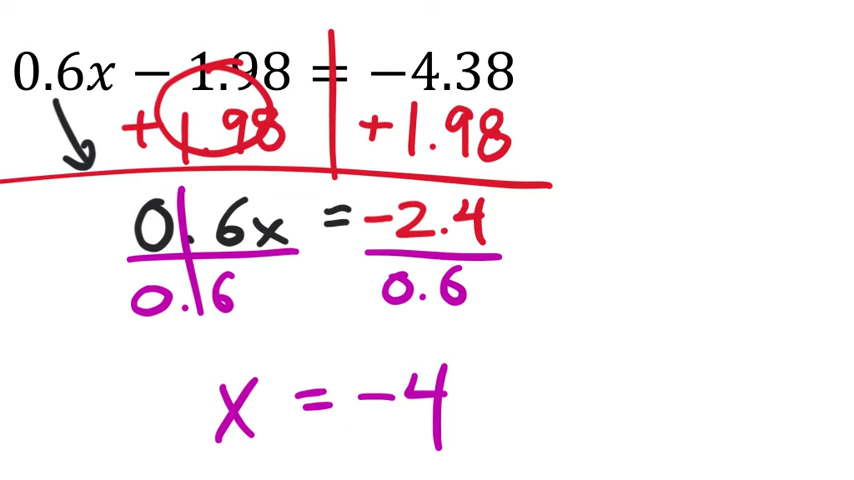 0.6x − 1.98 = −4.38
+1.98 +1.98
0.6x = -2.4
0.6 0.6
x = -4